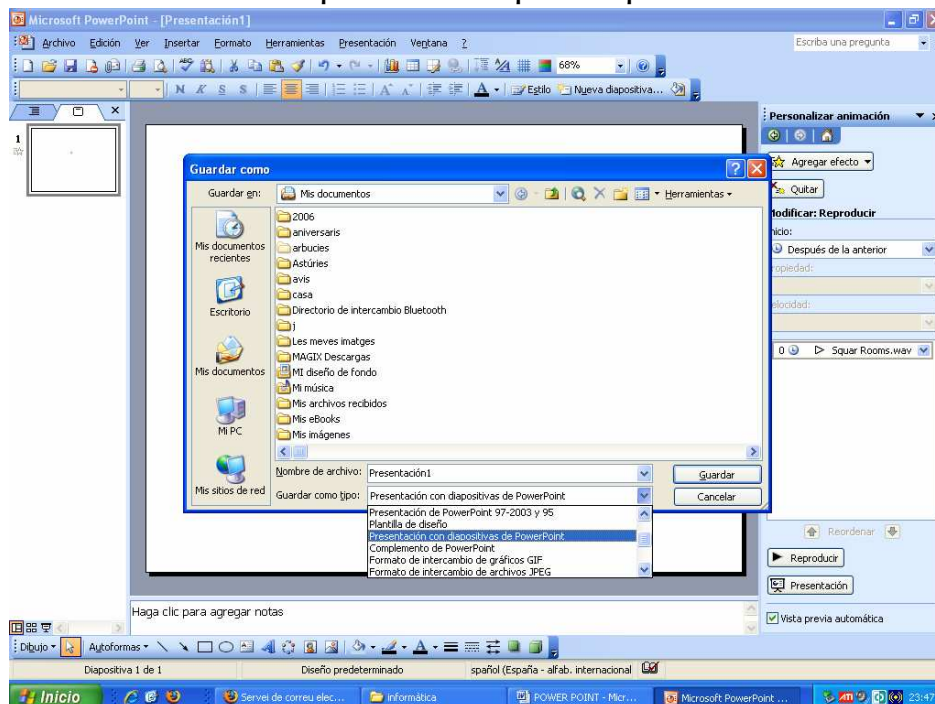 Microsoft PowerPoint - [Presentación1]
Archivo Edición Ver Insertar Formato Herramientas Presentación Ventana ?
Escriba una pregunta
68%
N K S S
Estilo Nueva diapositiva...
1
Personalizar animación
Agregar efecto
Quitar
Modificar: Reproducir
Inicio:
Después de la anterior
Propiedad:
Velocidad:
0 Squar Rooms.wav
Guardar como
Guardar en: Mis documentos
Herramientas
Mis documentos recientes
Escritorio
Mis documentos
Mi PC
Mis sitios de red
2006
aniversaris
arbucies
Astúries
avis
casa
Directorio de intercambio Bluetooth
j
Les meves imatges
MAGIX Descargas
MI diseño de fondo
Mi música
Mis archivos recibidos
Mis eBooks
Mis imágenes
Nombre de archivo: Presentación1
Guardar
Guardar como tipo: Presentación con diapositivas de PowerPoint
Cancelar
Presentación de PowerPoint 97-2003 y 95
Plantilla de diseño
Presentación con diapositivas de PowerPoint
Complemento de PowerPoint
Formato de intercambio de gráficos GIF
Formato de intercambio de archivos JPEG
Reordenar
Reproducir
Presentación
Vista previa automática
Haga clic para agregar notas
Dibujo Autoformas
Diapositiva 1 de 1
Diseño predeterminado
spañol (España - alfab. internacional
Inicio
Servei de correu elec...
informàtica
POWER POINT - Micr...
Microsoft PowerPoint ...
23:47